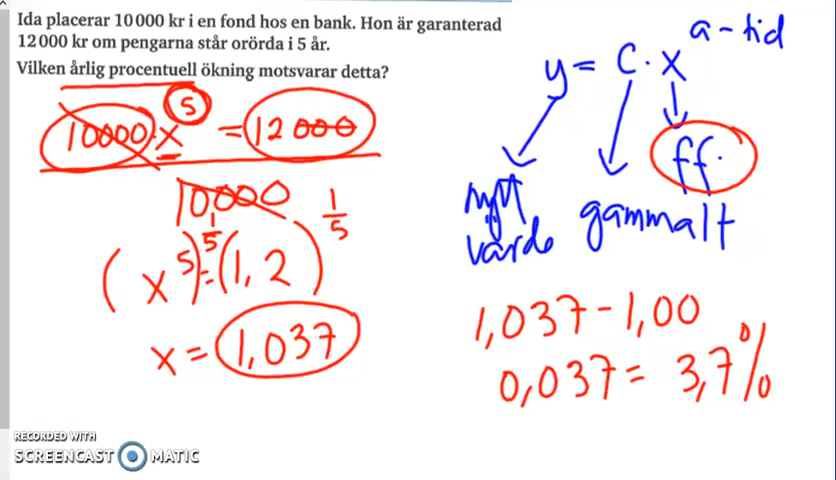 Ida placerar 10 000 kr i en fond hos en bank. Hon är garanterad
12 000 kr om pengarna står orörda i 5 år.
Vilken årlig procentuell ökning motsvarar detta?
10000 x^5 = 12 000
10,000
(x^5)^1/5 = (1,2)^1/5
x = 1,037
y = C · x^a-tid
ff.
nytt värde
gammalt
1,037 - 1,00
0,037 = 3,7%
RECORDED WITH
SCREENCAST MATIC